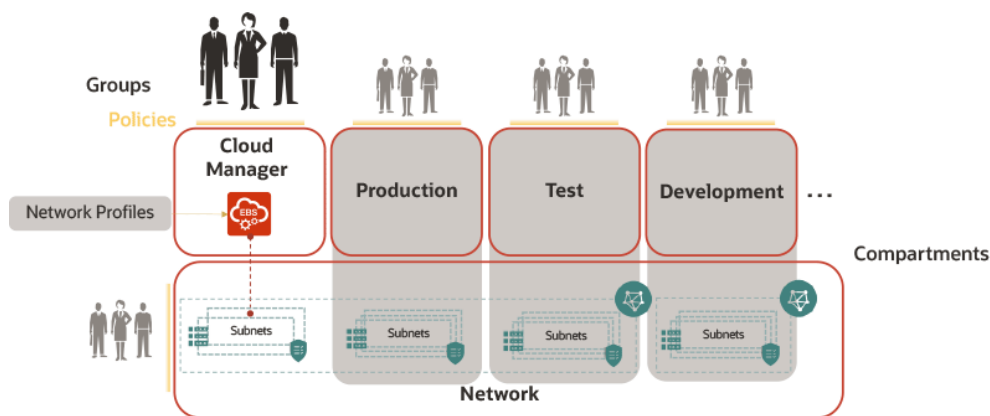 Groups
Policies
Cloud
Manager
Production
Test
Development
...
EBS
Network Profiles
Compartments
Subnets
Subnets
Subnets
Subnets
Network